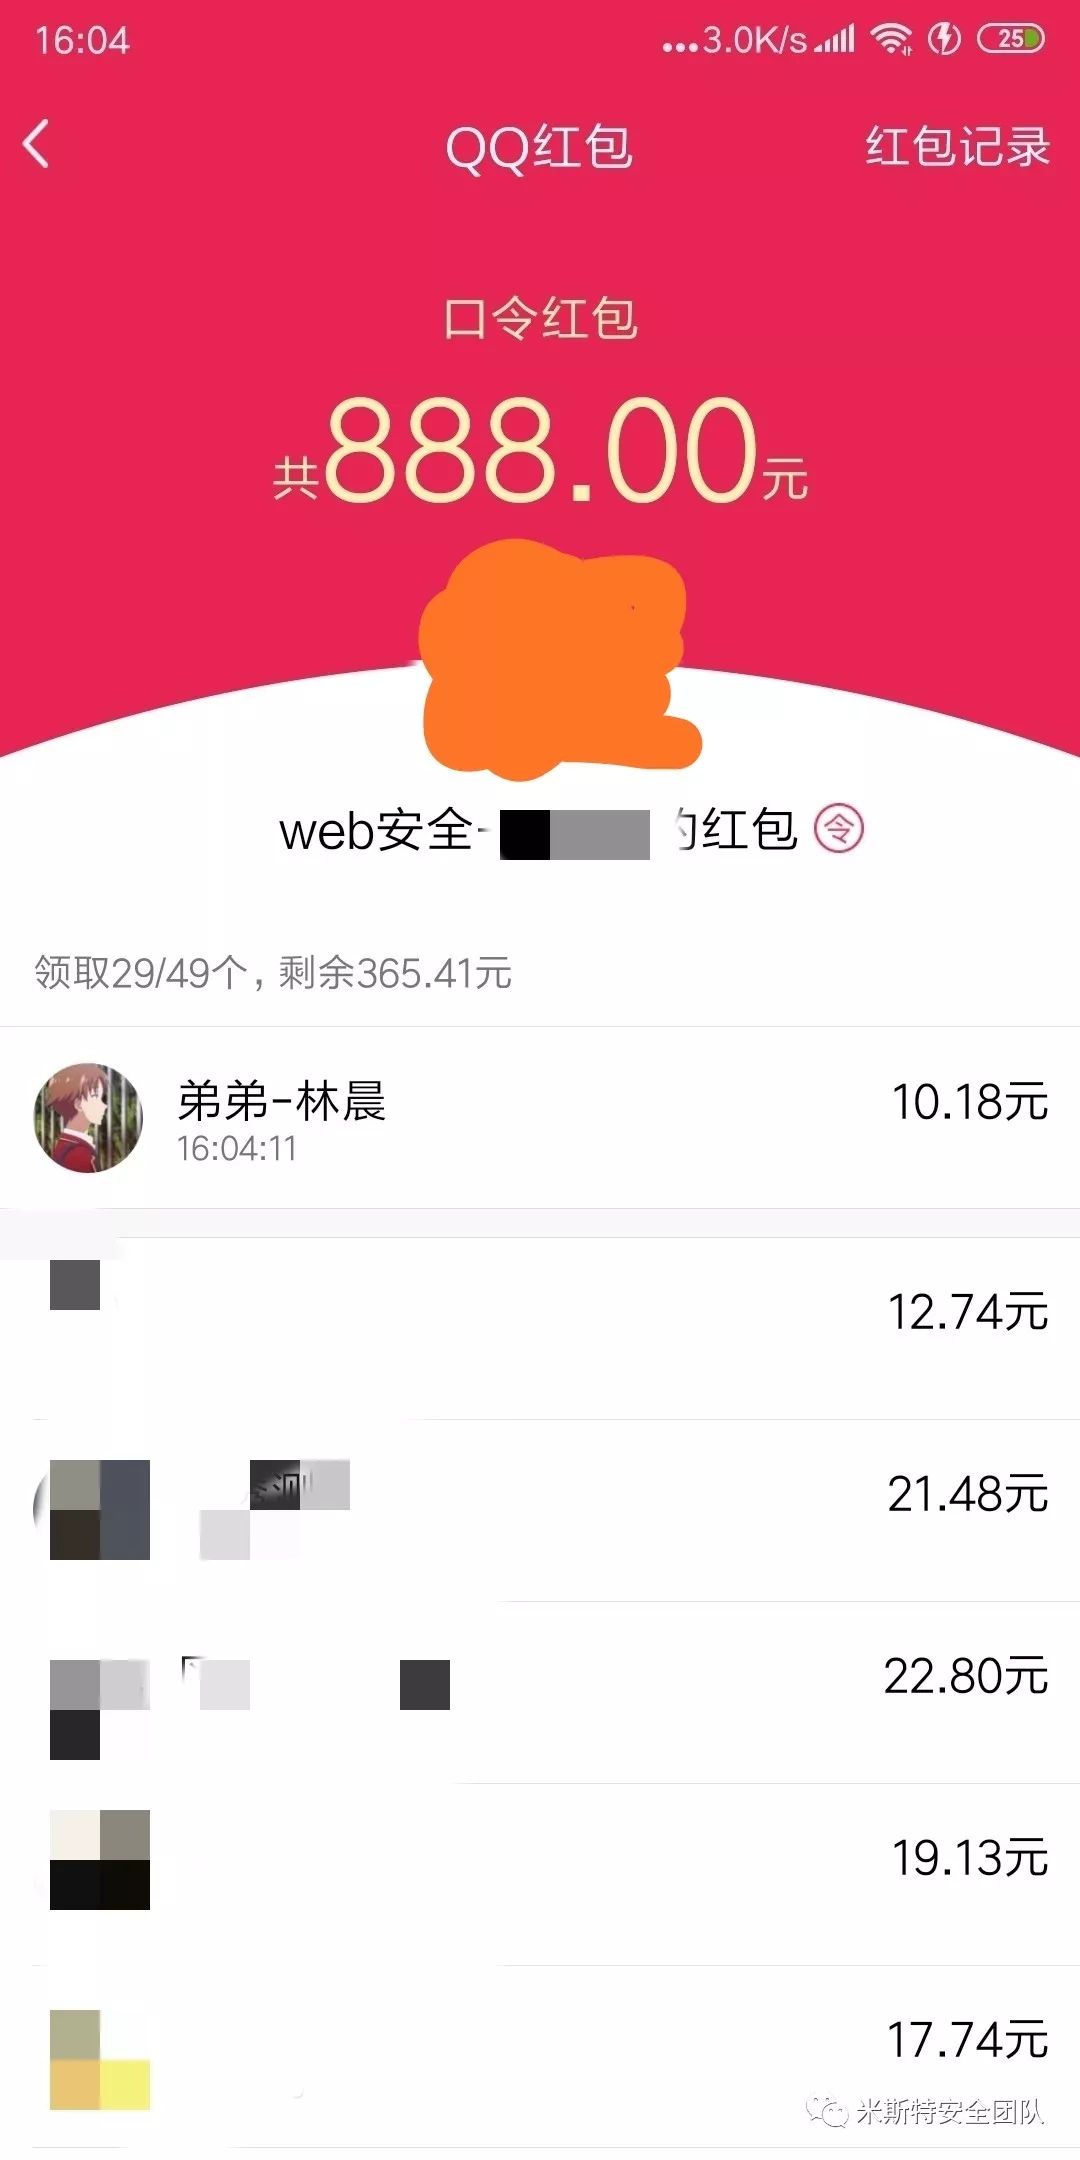 16:04
...3.0K/s 25
QQ红包
红包记录
口令红包
共888.00元
web安全-
的红包 令
领取29/49个，剩余365.41元
弟弟-林晨
10.18元
16:04:11
12.74元
测
21.48元
22.80元
19.13元
17.74元
米斯特安全团队